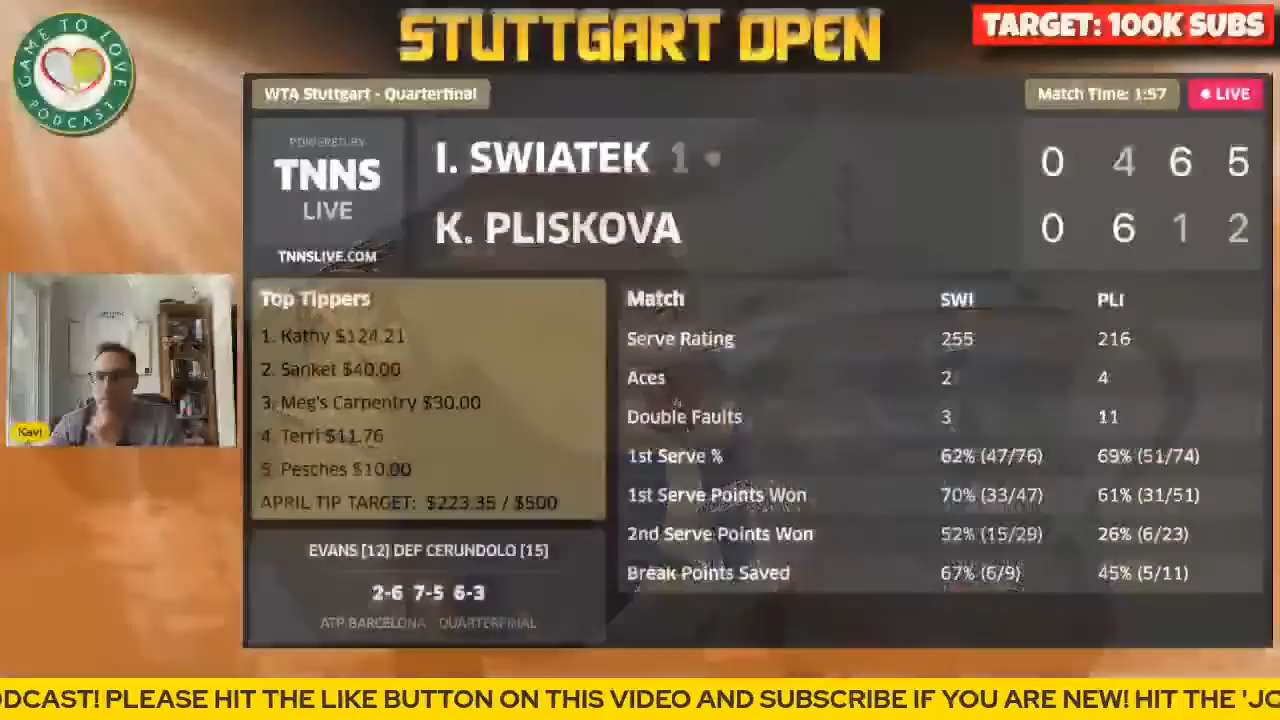 GAME TO LOVE PODCAST
STUTTGART OPEN
TARGET: 100K SUBS
WTA Stuttgart - Quarterfinal
Match Time: 1:57
LIVE
POWERED BY
TNNS
LIVE
TNNSLIVE.COM
I. SWIATEK 1 0 4 6 5
K. PLISKOVA 0 6 1 2
Top Tippers
1. Kathy $124.21
2. Sanket $40.00
3. Meg's Carpentry $30.00
4. Terri $11.76
5. Pesches $10.00
APRIL TIP TARGET: $223.35 / $500
EVANS [12] DEF CERUNDOLO [15]
2-6 7-5 6-3
ATP BARCELONA - QUARTERFINAL
Match SWI PLI
Serve Rating 255 216
Aces 2 4
Double Faults 3 11
1st Serve % 62% (47/76) 69% (51/74)
1st Serve Points Won 70% (33/47) 61% (31/51)
2nd Serve Points Won 52% (15/29) 26% (6/23)
Break Points Saved 67% (6/9) 45% (5/11)
Kavi
ODCAST! PLEASE HIT THE LIKE BUTTON ON THIS VIDEO AND SUBSCRIBE IF YOU ARE NEW! HIT THE 'JO